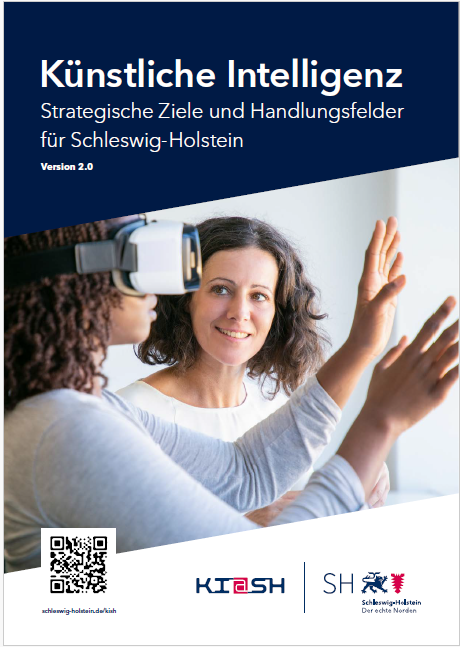 Künstliche Intelligenz
Strategische Ziele und Handlungsfelder
für Schleswig-Holstein
Version 2.0
schleswig-holstein.de/kish
KI@SH
SH
Schleswig-Holstein
Der echte Norden